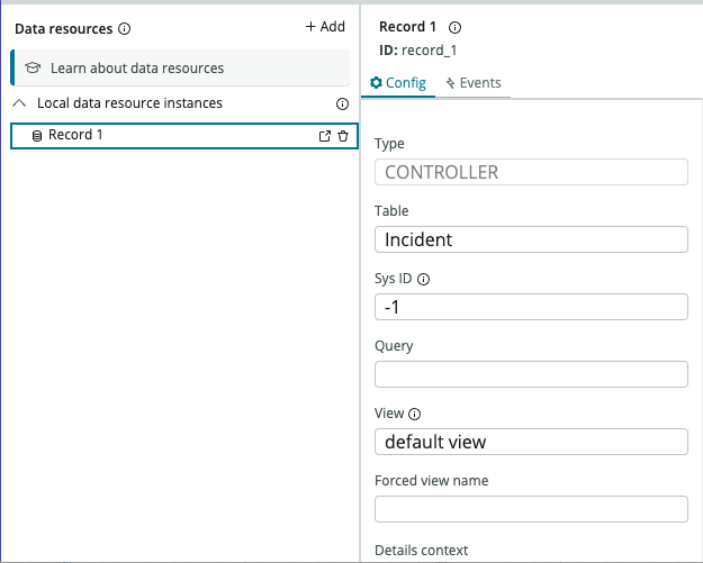 Data resources
+ Add
Learn about data resources
Local data resource instances
Record 1
Record 1
ID: record_1
Config
Events
Type
CONTROLLER
Table
Incident
Sys ID
-1
Query
View
default view
Forced view name
Details context